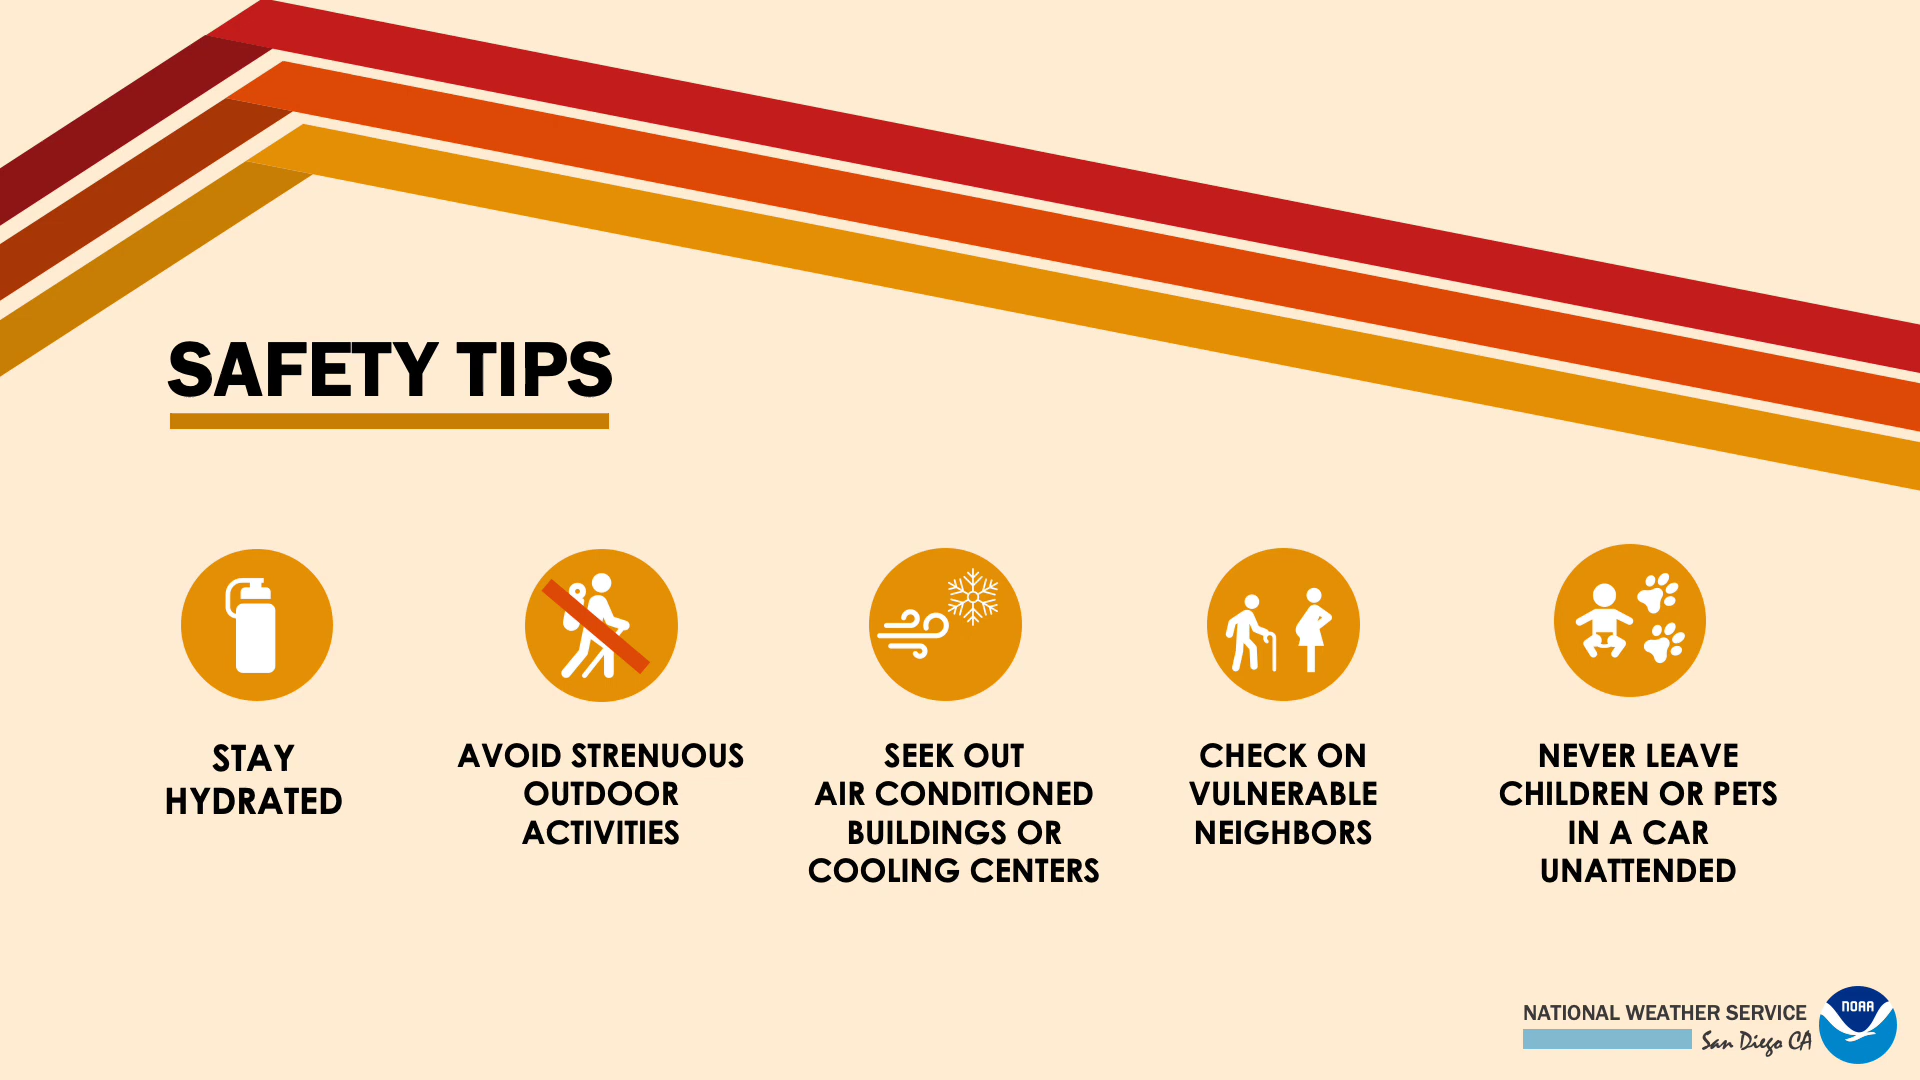 SAFETY TIPS
STAY
HYDRATED
AVOID STRENUOUS
OUTDOOR
ACTIVITIES
SEEK OUT
AIR CONDITIONED
BUILDINGS OR
COOLING CENTERS
CHECK ON
VULNERABLE
NEIGHBORS
NEVER LEAVE
CHILDREN OR PETS
IN A CAR
UNATTENDED
NATIONAL WEATHER SERVICE
San Diego CA
NOAA